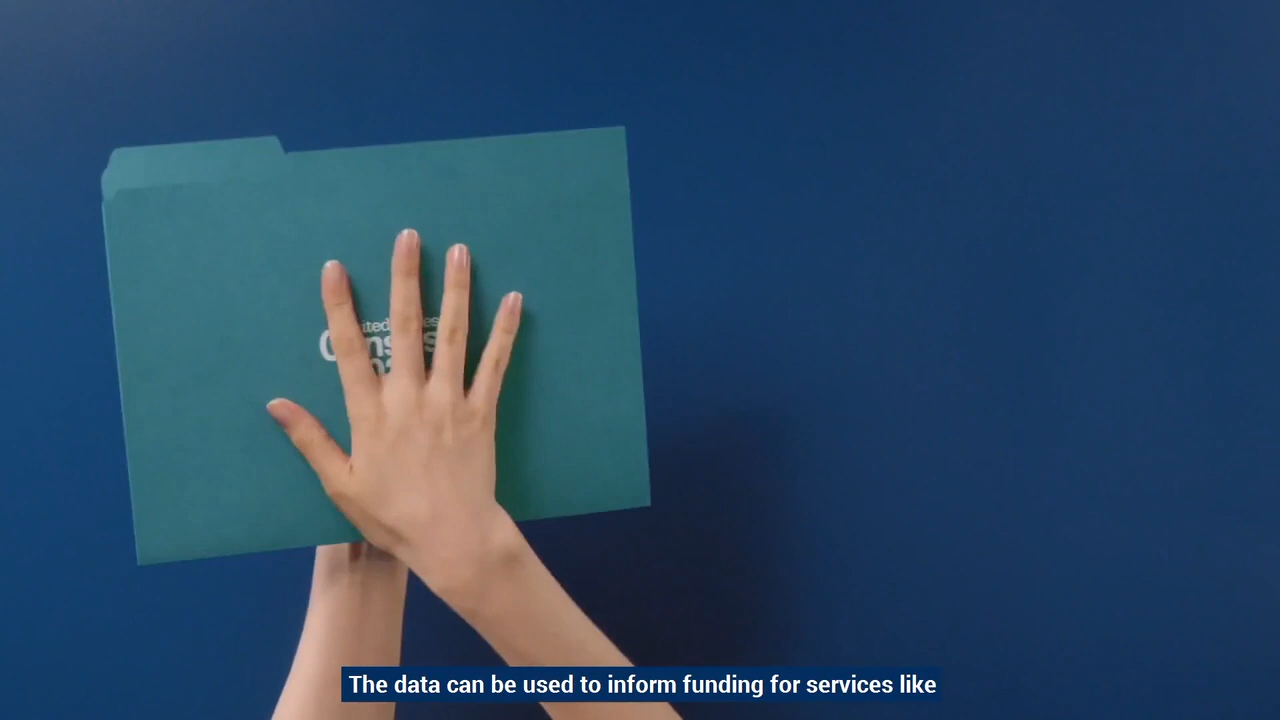 The data can be used to inform funding for services like